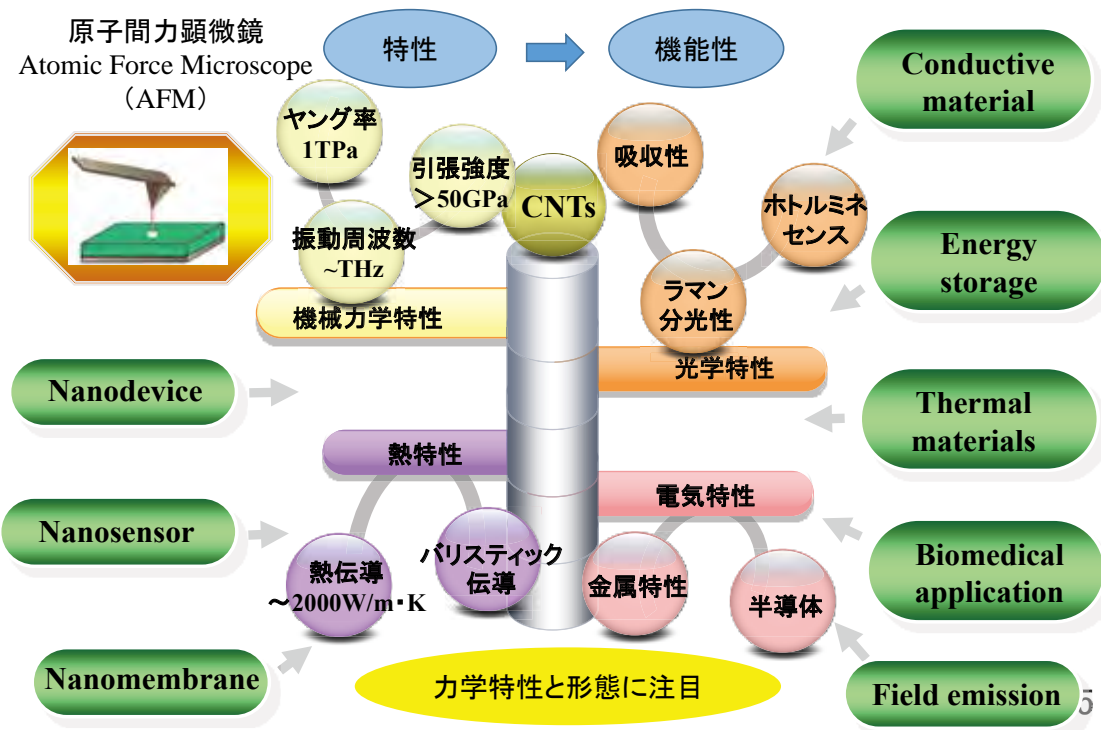 原子間力顕微鏡
Atomic Force Microscope
（AFM）
特性
機能性
ヤング率
1TPa
引張強度
＞50GPa
振動周波数
~THz
機械力学特性
CNTs
吸収性
ホトルミネ
センス
ラマン
分光性
光学特性
熱特性
熱伝導
～2000W/m・K
バリスティック
伝導
電気特性
金属特性
半導体
Nanodevice
Nanosensor
Nanomembrane
Conductive
material
Energy
storage
Thermal
materials
Biomedical
application
Field emission
力学特性と形態に注目
5